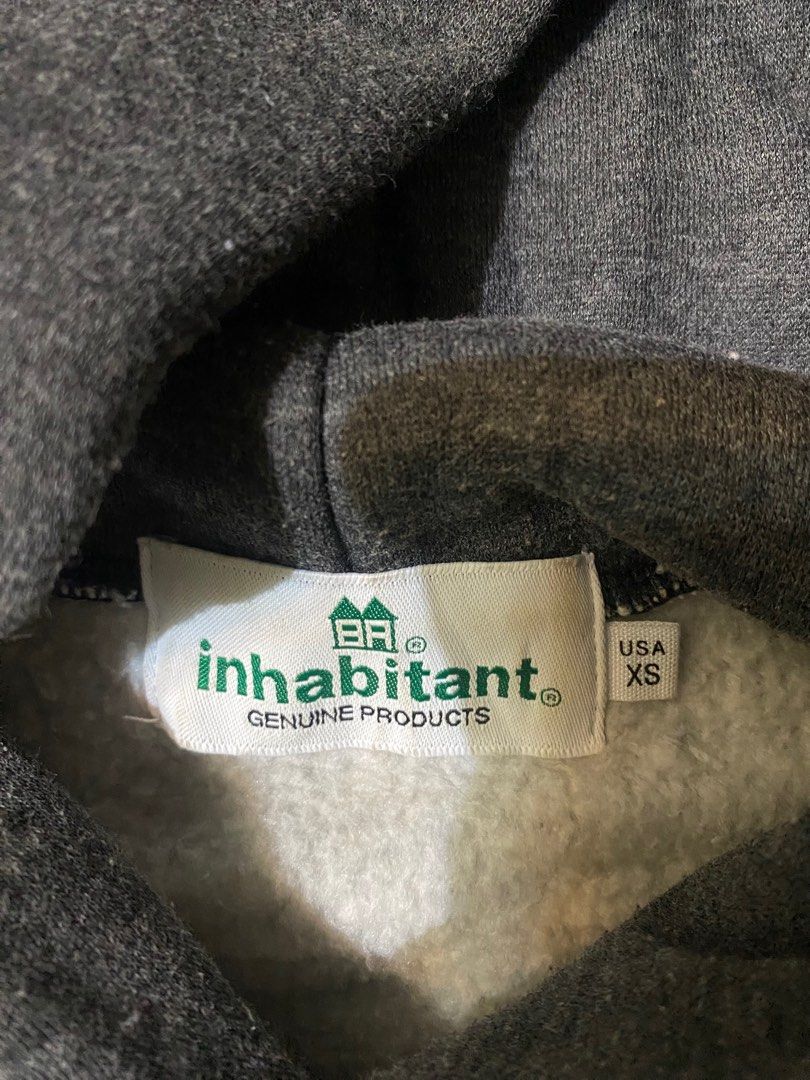 ®
inhabitant®
GENUINE PRODUCTS
USA
XS